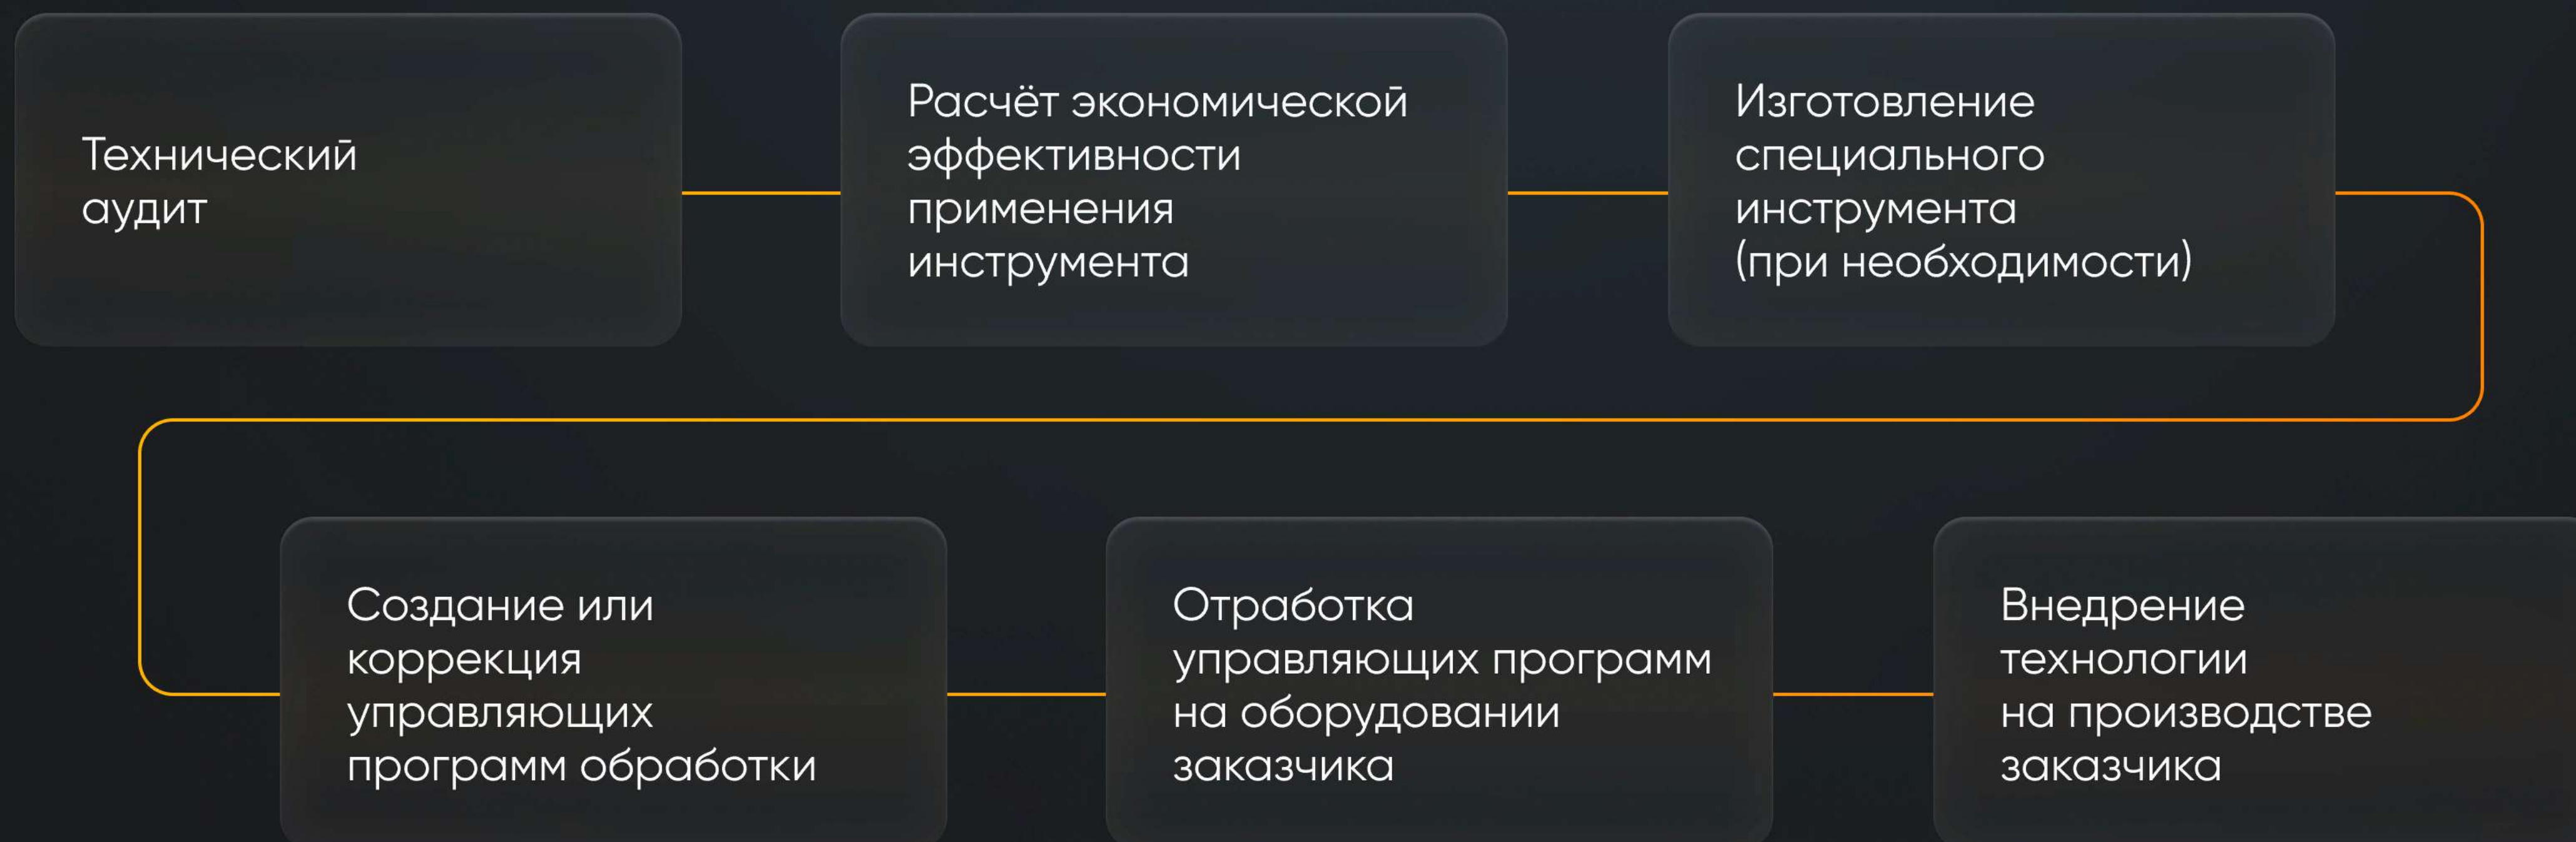 Технический
аудит
Расчёт экономической
эффективности
применения
инструмента
Изготовление
специального
инструмента
(при необходимости)
Создание или
коррекция
управляющих
программ обработки
Отработка
управляющих программ
на оборудовании
заказчика
Внедрение
технологии
на производстве
заказчика